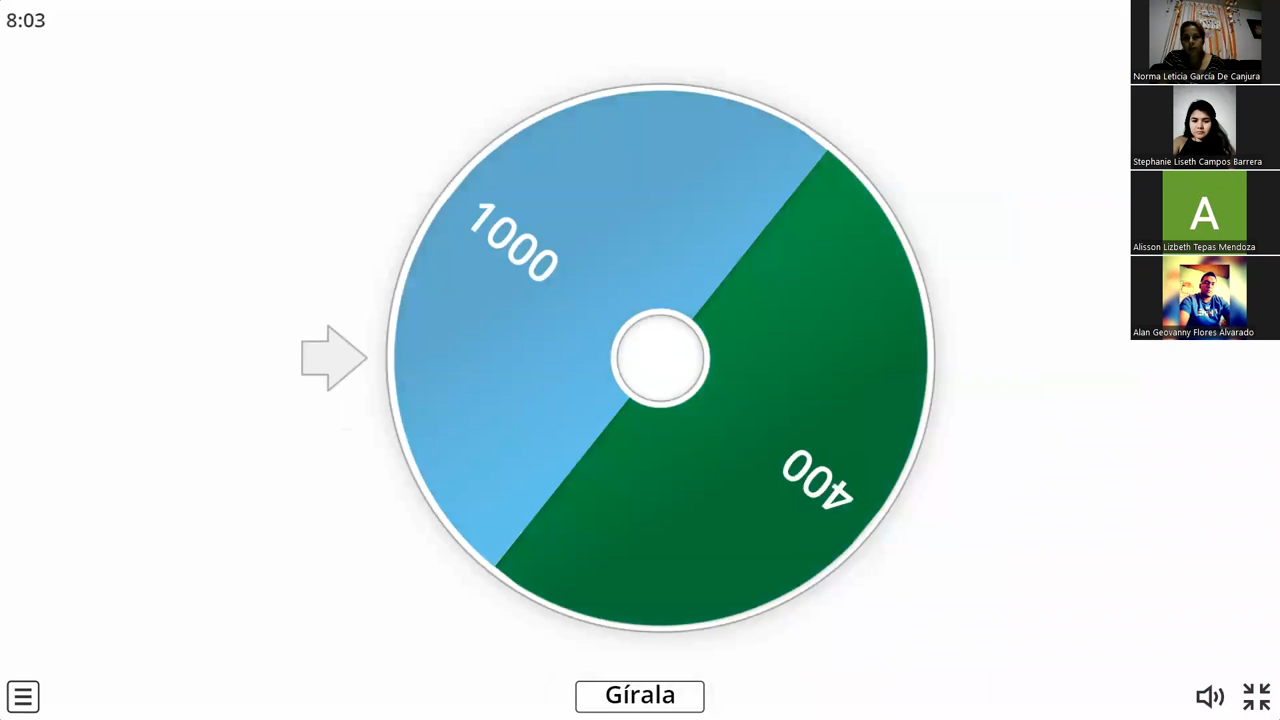 8:03
1000
400
Gírala
Norma Leticia García De Canjura
Stephanie Liseth Campos Barrera
A
Alisson Lizbeth Tepas Mendoza
Alan Geovanny Flores Alvarado